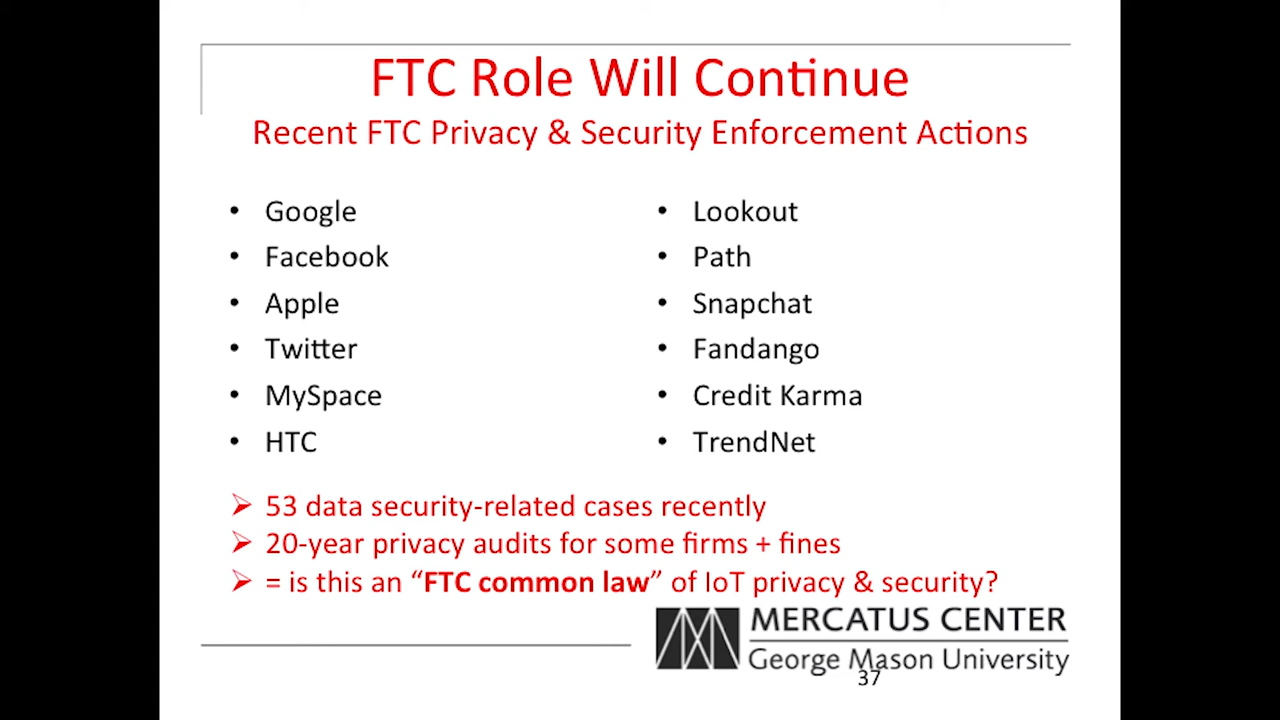 FTC Role Will Continue
Recent FTC Privacy & Security Enforcement Actions
• Google
• Facebook
• Apple
• Twitter
• MySpace
• HTC
• Lookout
• Path
• Snapchat
• Fandango
• Credit Karma
• TrendNet
➢ 53 data security-related cases recently
➢ 20-year privacy audits for some firms + fines
➢ = is this an “FTC common law” of IoT privacy & security?
MERCATUS CENTER
George Mason University
37